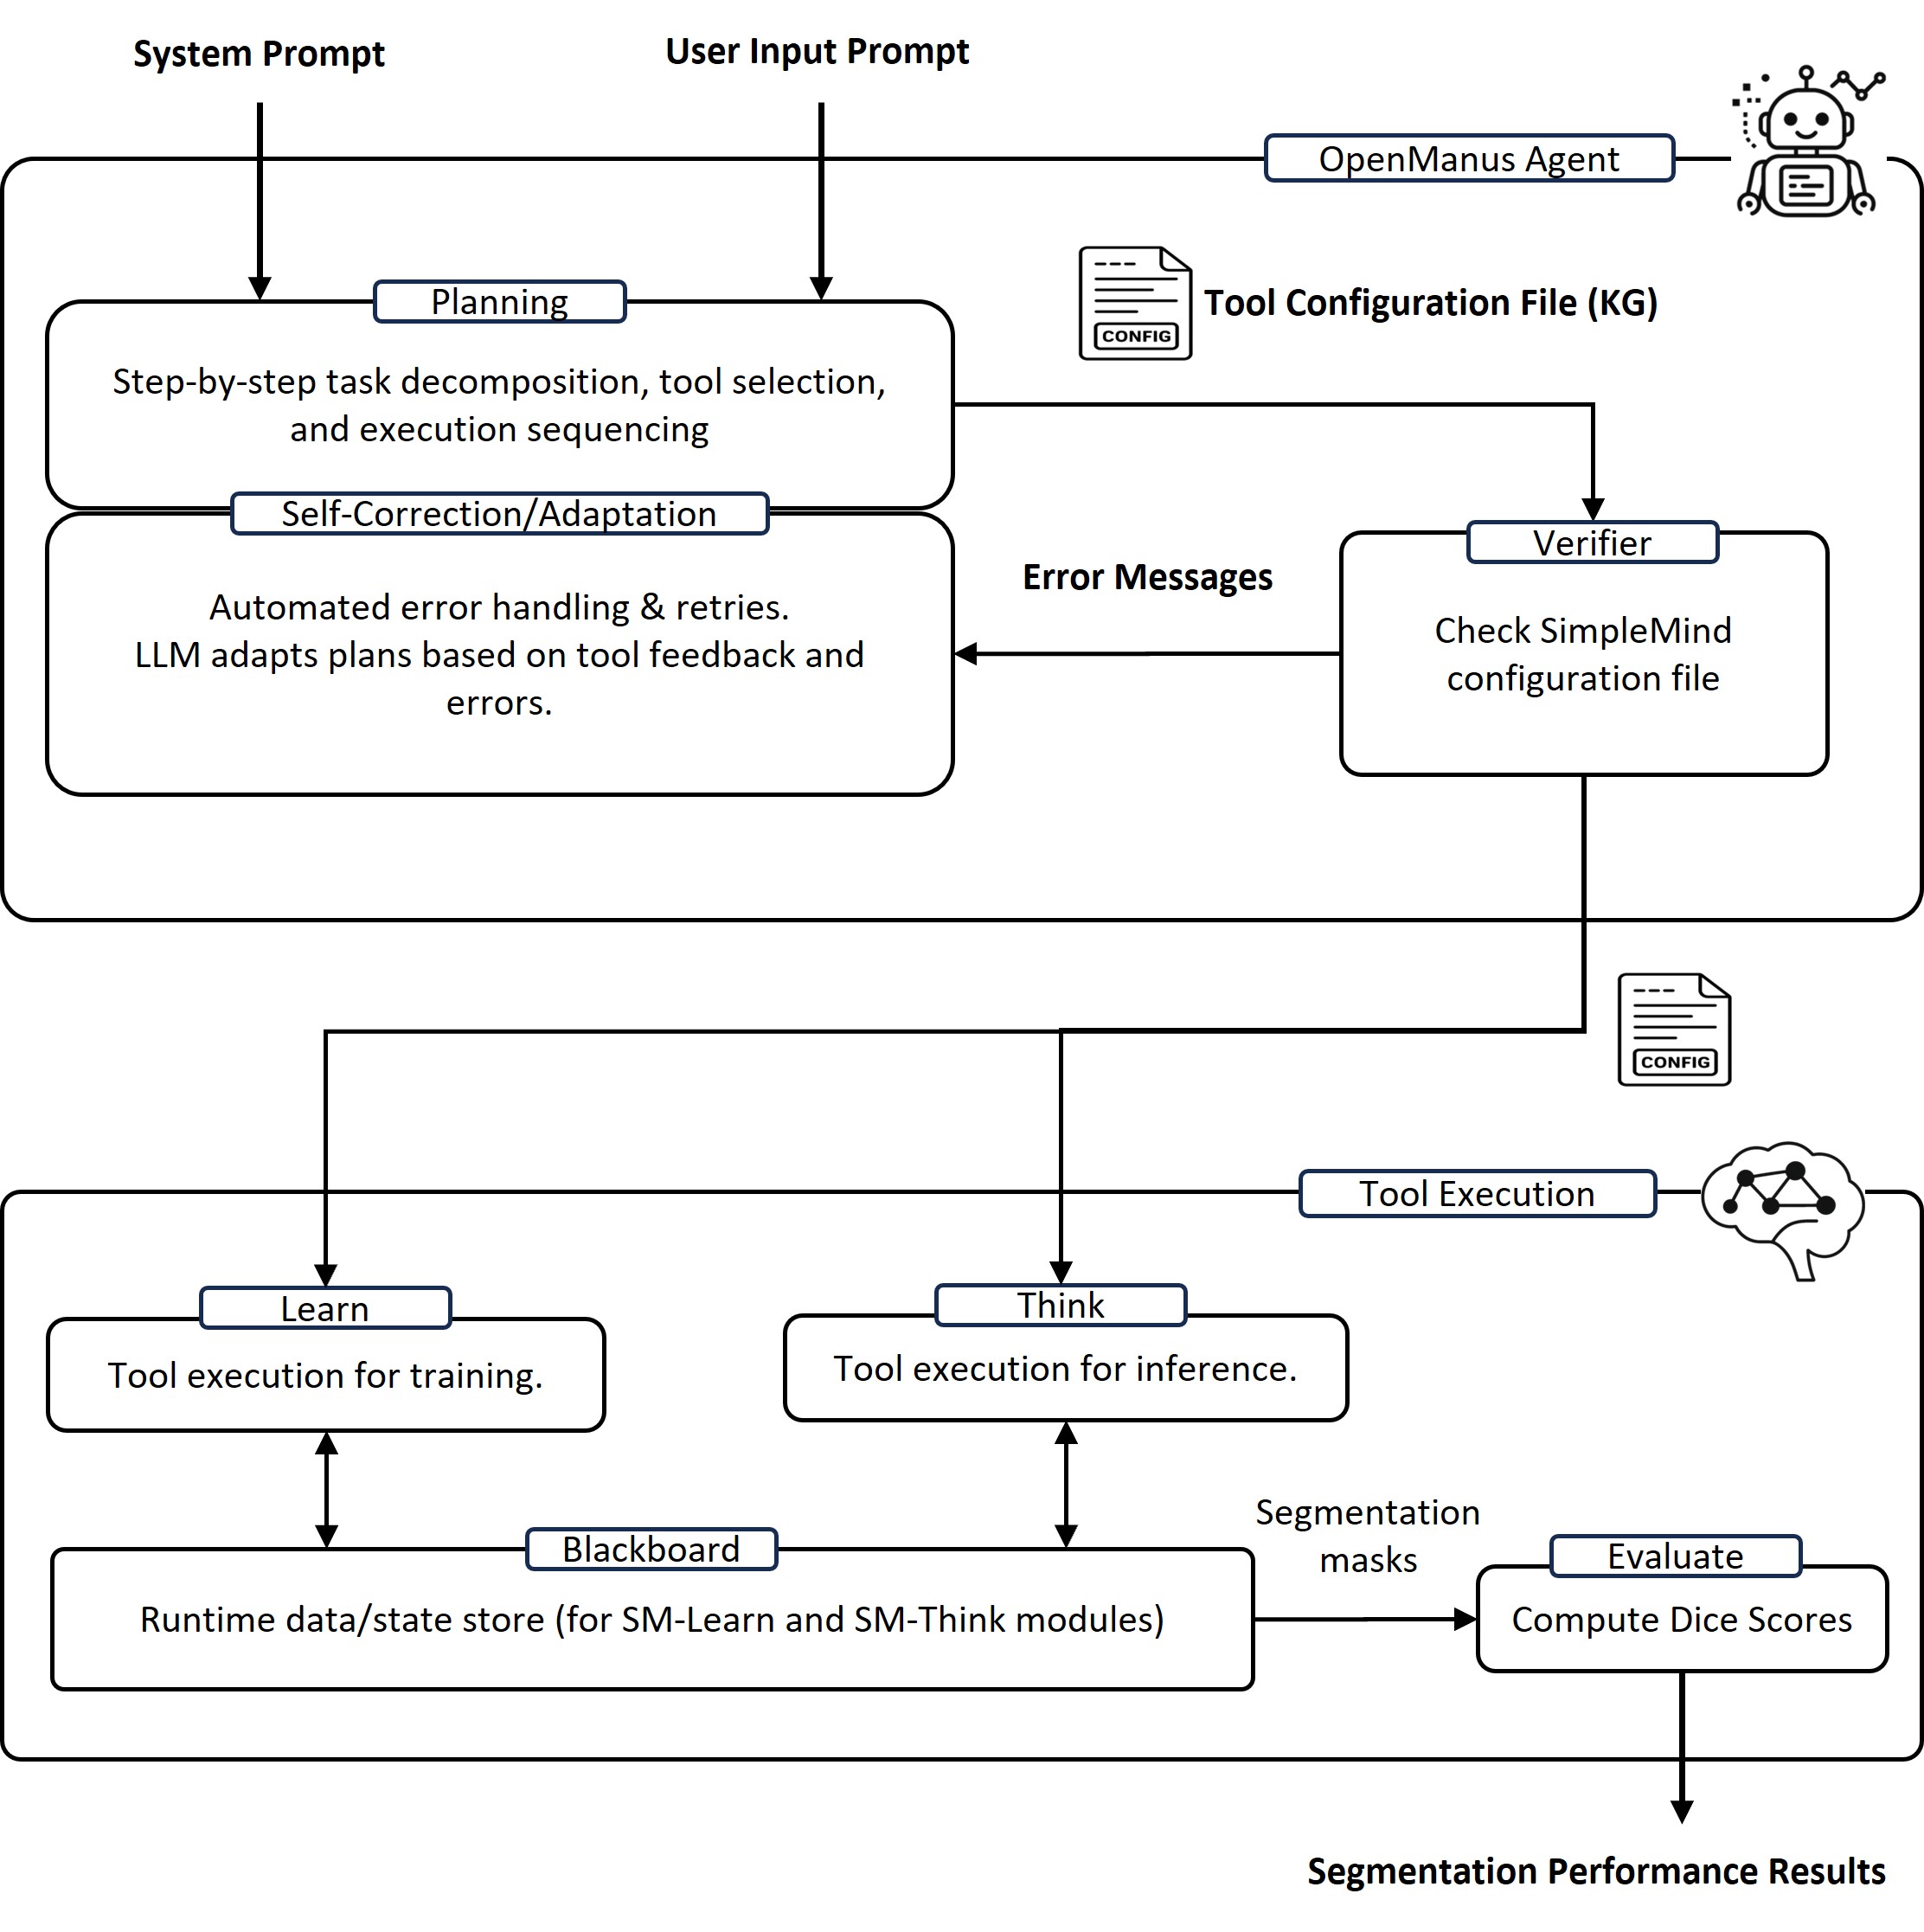 System Prompt
User Input Prompt
OpenManus Agent
Planning
Step-by-step task decomposition, tool selection,
and execution sequencing
CONFIG
Tool Configuration File (KG)
Self-Correction/Adaptation
Automated error handling & retries.
LLM adapts plans based on tool feedback and
errors.
Error Messages
Verifier
Check SimpleMind
configuration file
CONFIG
Tool Execution
Learn
Tool execution for training.
Think
Tool execution for inference.
Blackboard
Runtime data/state store (for SM-Learn and SM-Think modules)
Segmentation
masks
Evaluate
Compute Dice Scores
Segmentation Performance Results